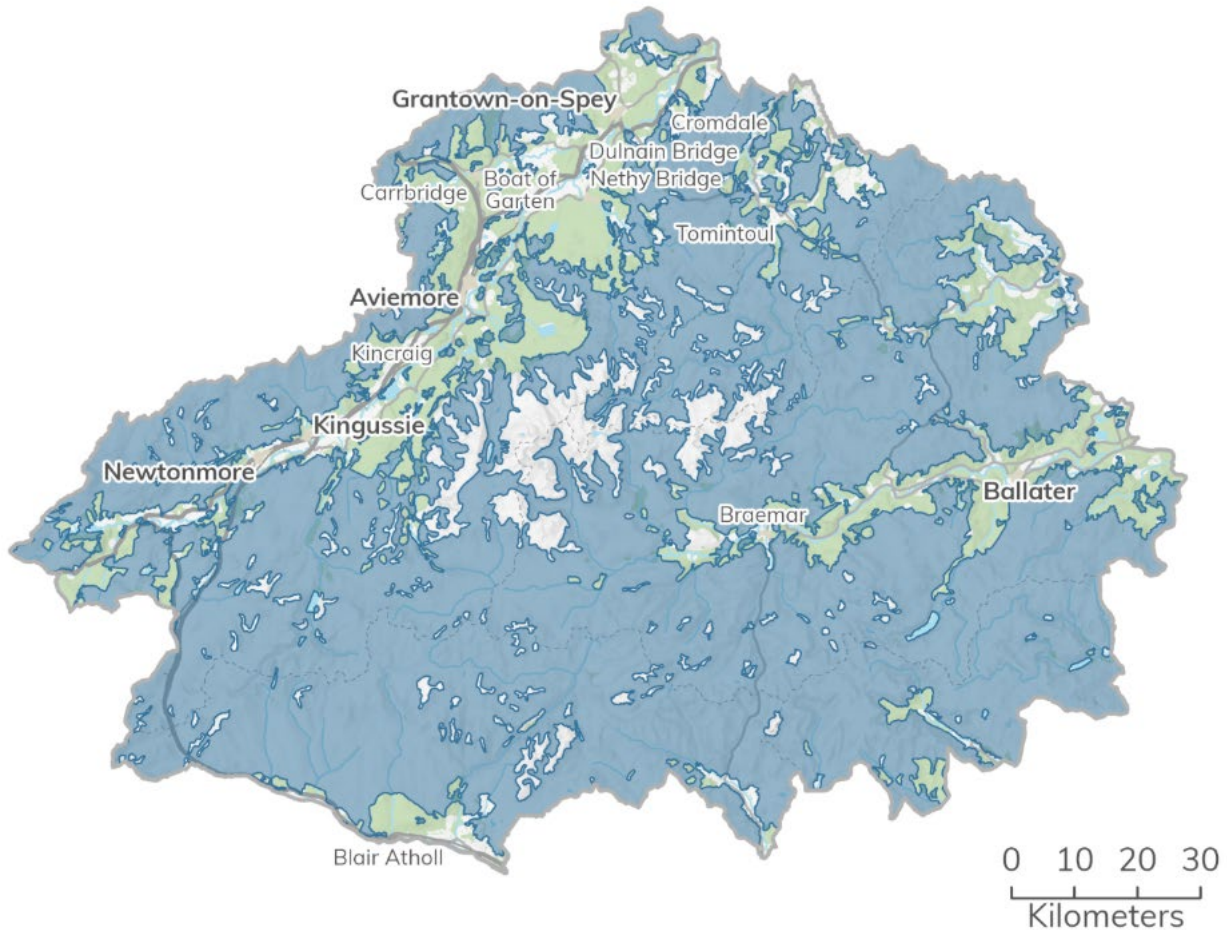 Grantown-on-Spey
Cromdale
Dulnain Bridge
Carrbridge
Boat of
Garten
Nethy Bridge
Tomintoul
Aviemore
Kincraig
Kingussie
Newtonmore
Ballater
Braemar
Blair Atholl
0 10 20 30
Kilometers